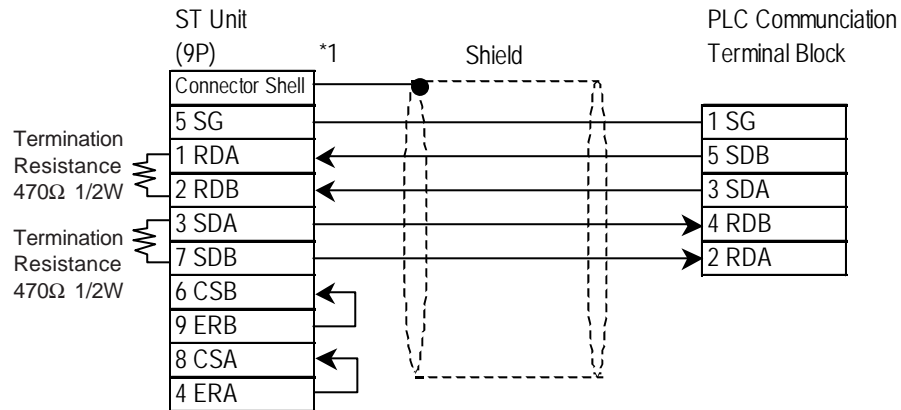 ST Unit
(9P)
*1
Shield
PLC Communciation
Terminal Block
Connector Shell
5 SG
1 RDA
2 RDB
3 SDA
7 SDB
6 CSB
9 ERB
8 CSA
4 ERA
Termination
Resistance
470Ω 1/2W
Termination
Resistance
470Ω 1/2W
1 SG
5 SDB
3 SDA
4 RDB
2 RDA